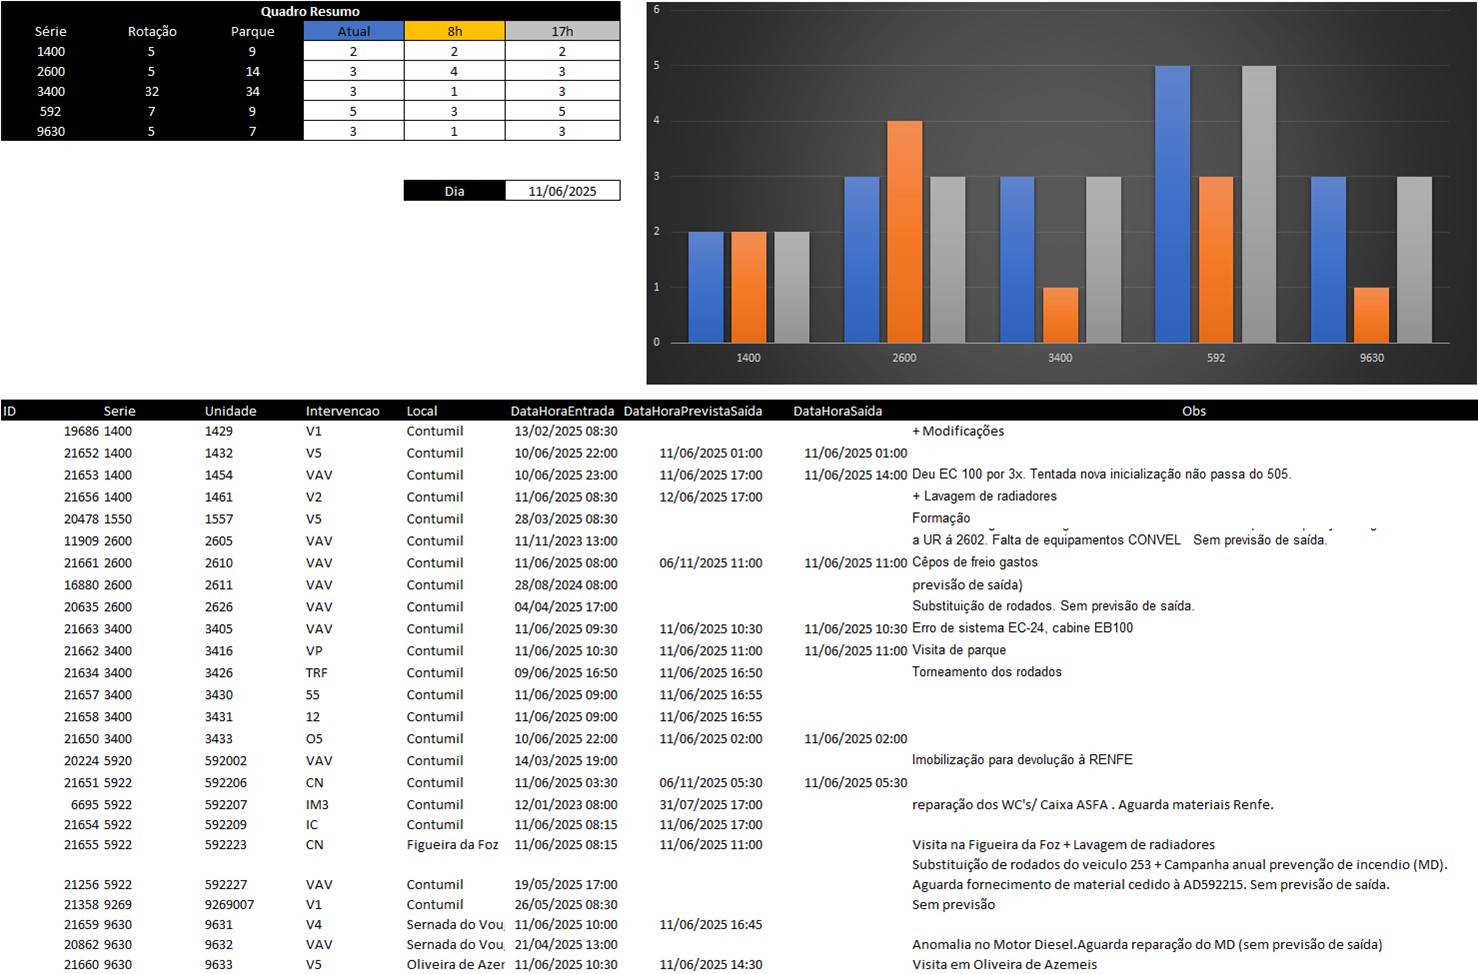 Quadro Resumo
Série Rotação Parque Atual 8h 17h
1400 5 9 2 2 2
2600 5 14 3 4 3
3400 32 34 3 1 3
592 7 9 5 3 5
9630 5 7 3 1 3
Dia 11/06/2025
6
5
4
3
2
1
0
1400 2600 3400 592 9630
ID Serie Unidade Intervencao Local DataHoraEntrada DataHoraPrevistaSaída DataHoraSaída Obs
19686 1400 1429 V1 Contumil 13/02/2025 08:30 + Modificações
21652 1400 1432 V5 Contumil 10/06/2025 22:00 11/06/2025 01:00 11/06/2025 01:00
21653 1400 1454 VAV Contumil 10/06/2025 23:00 11/06/2025 17:00 11/06/2025 14:00 Deu EC 100 por 3x. Tentada nova inicialização não passa do 505.
21656 1400 1461 V2 Contumil 11/06/2025 08:30 12/06/2025 17:00 + Lavagem de radiadores
20478 1550 1557 V5 Contumil 28/03/2025 08:30 Formação
11909 2600 2605 VAV Contumil 11/11/2023 13:00 a UR á 2602. Falta de equipamentos CONVEL Sem previsão de saída.
21661 2600 2610 VAV Contumil 11/06/2025 08:00 06/11/2025 11:00 11/06/2025 11:00 Cêpos de freio gastos
16880 2600 2611 VAV Contumil 28/08/2024 08:00 previsão de saída)
20635 2600 2626 VAV Contumil 04/04/2025 17:00 Substituição de rodados. Sem previsão de saída.
21663 3400 3405 VAV Contumil 11/06/2025 09:30 11/06/2025 10:30 11/06/2025 10:30 Erro de sistema EC-24, cabine EB100
21662 3400 3416 VP Contumil 11/06/2025 10:30 11/06/2025 11:00 11/06/2025 11:00 Visita de parque
21634 3400 3426 TRF Contumil 09/06/2025 16:50 11/06/2025 16:50 Torneamento dos rodados
21657 3400 3430 55 Contumil 11/06/2025 09:00 11/06/2025 16:55
21658 3400 3431 12 Contumil 11/06/2025 09:00 11/06/2025 16:55
21650 3400 3433 O5 Contumil 10/06/2025 22:00 11/06/2025 02:00 11/06/2025 02:00
20224 5920 592002 VAV Contumil 14/03/2025 19:00 Imobilização para devolução à RENFE
21651 5922 592206 CN Contumil 11/06/2025 03:30 06/11/2025 05:30 11/06/2025 05:30
6695 5922 592207 IM3 Contumil 12/01/2023 08:00 31/07/2025 17:00 reparação dos WC's/ Caixa ASFA . Aguarda materiais Renfe.
21654 5922 592209 IC Contumil 11/06/2025 08:15 11/06/2025 17:00
21655 5922 592223 CN Figueira da Foz 11/06/2025 08:15 11/06/2025 11:00 Visita na Figueira da Foz + Lavagem de radiadores
Substituição de rodados do veiculo 253 + Campanha anual prevenção de incendio (MD).
21256 5922 592227 VAV Contumil 19/05/2025 17:00 Aguarda fornecimento de material cedido à AD592215. Sem previsão de saída.
21358 9269 9269007 V1 Contumil 26/05/2025 08:30 Sem previsão
21659 9630 9631 V4 Sernada do Vou 11/06/2025 10:00 11/06/2025 16:45
20862 9630 9632 VAV Sernada do Vou 21/04/2025 13:00 Anomalia no Motor Diesel.Aguarda reparação do MD (sem previsão de saída)
21660 9630 9633 V5 Oliveira de Azer 11/06/2025 10:30 11/06/2025 14:30 Visita em Oliveira de Azemeis